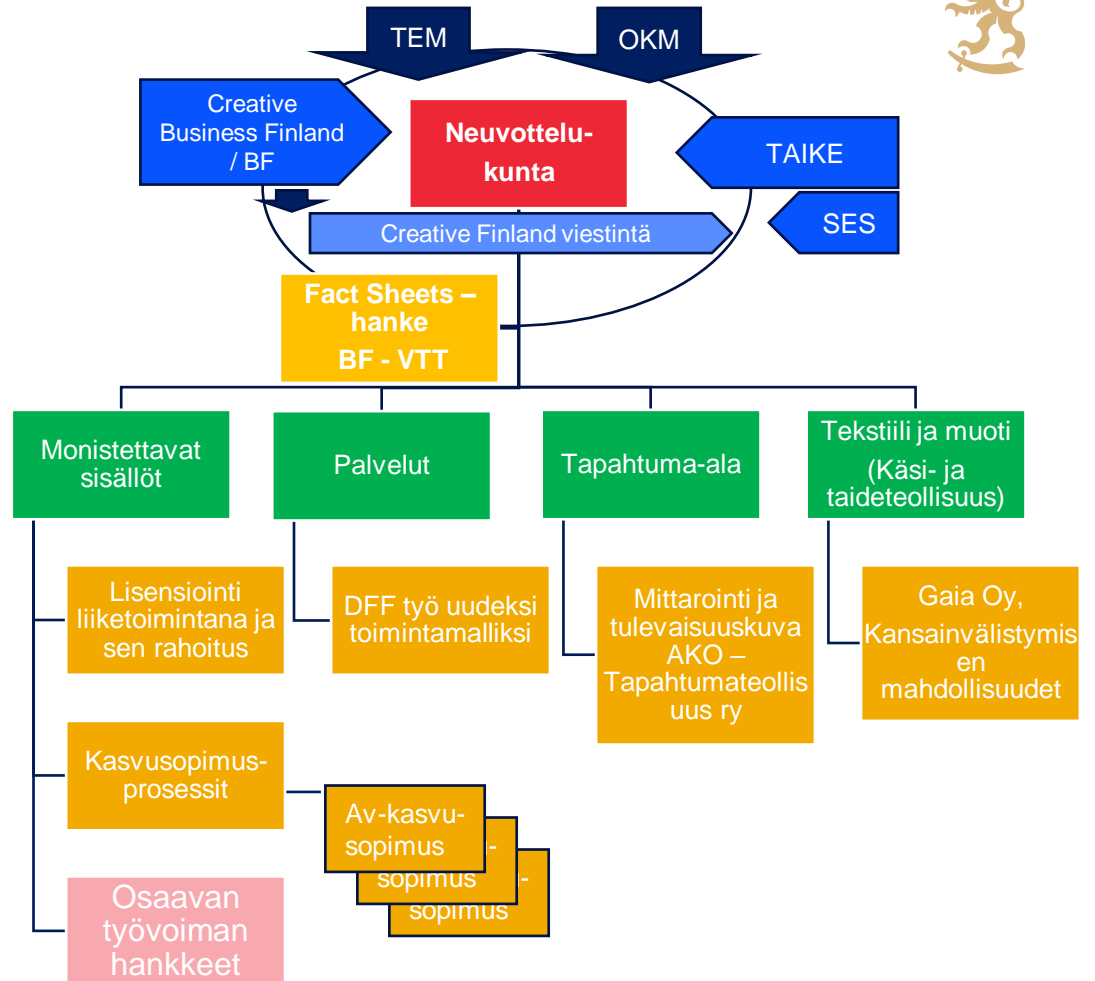 TEM
OKM
Creative
Business Finland
/ BF
Neuvottelu-
kunta
TAIKE
SES
Creative Finland viestintä
Fact Sheets –
hanke
BF - VTT
Monistettavat
sisällöt
Palvelut
Tapahtuma-ala
Tekstiili ja muoti
(Käsi- ja
taideteollisuus)
Lisensiointi
liiketoimintana ja
sen rahoitus
DFF työ uudeksi
toimintamalliksi
Mittarointi ja
tulevaisuuskuva
AKO –
Tapahtumateollis
uus ry
Gaia Oy,
Kansainvälistymis
en
mahdollisuudet
Kasvusopimus-
prosessit
Av-kasvu-
sopimus
sopimus
sopimus
Osaavan
työvoiman
hankkeet